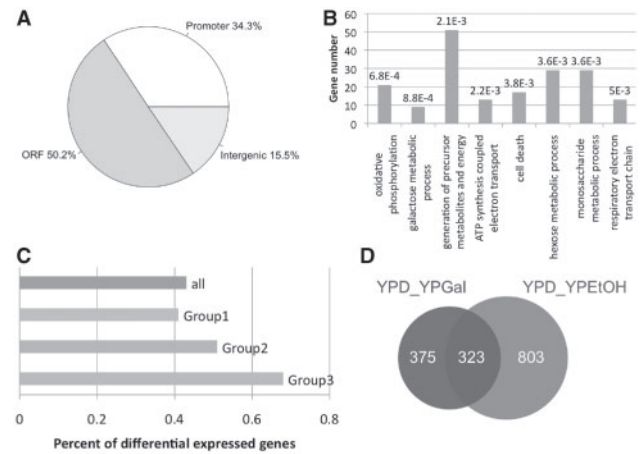 A
Promoter 34.3%
ORF 50.2%
Intergenic 15.5%
B
Gene number
60
50
40
30
20
10
0
6.8E-4
8.8E-4
2.1E-3
2.2E-3
3.8E-3
3.6E-3
3.6E-3
5E-3
oxidative
phosphorylation
galactose metabolic
process
generation of precursor
metabolites and energy
ATP synthesis coupled
electron transport
cell death
hexose metabolic process
monosaccharide
metabolic process
respiratory electron
transport chain
C
all
Group1
Group2
Group3
0
0.2
0.4
0.6
0.8
Percent of differential expressed genes
D
YPD_YPGal
YPD_YPEtOH
375
323
803